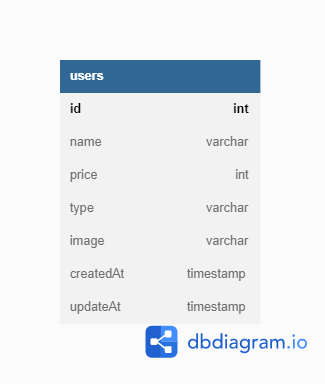 users
id int
name varchar
price int
type varchar
image varchar
createdAt timestamp
updateAt timestamp
dbdiagram.io